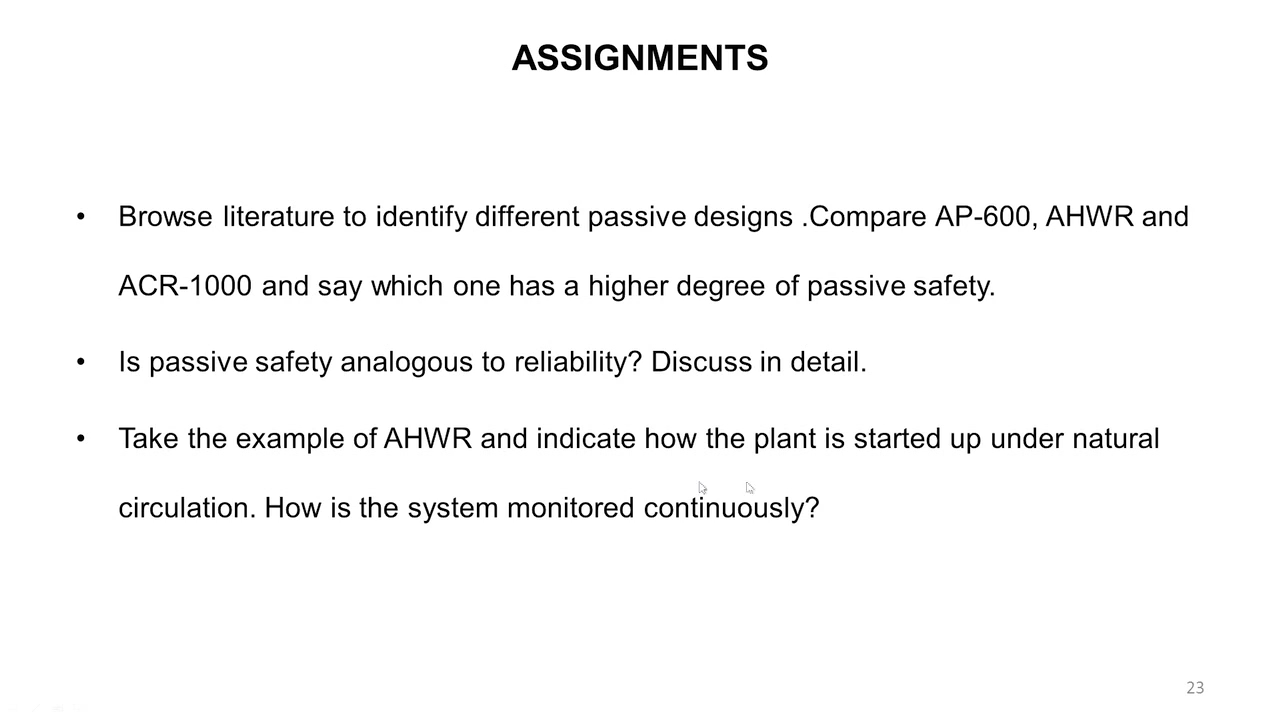 ASSIGNMENTS
• Browse literature to identify different passive designs .Compare AP-600, AHWR and
ACR-1000 and say which one has a higher degree of passive safety.
• Is passive safety analogous to reliability? Discuss in detail.
• Take the example of AHWR and indicate how the plant is started up under natural
circulation. How is the system monitored continuously?
23